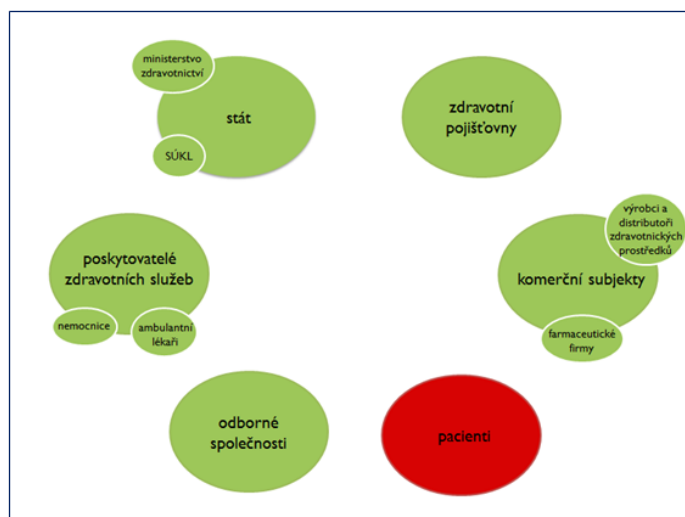 ministerstvo
zdravotnictví
stát
SÚKL
zdravotní
pojišťovny
výrobci a
distributoři
zdravotnických
prostředků
komerční subjekty
farmaceutické
firmy
poskytovatelé
zdravotních služeb
nemocnice
ambulantní
lékaři
odborné
společnosti
pacienti